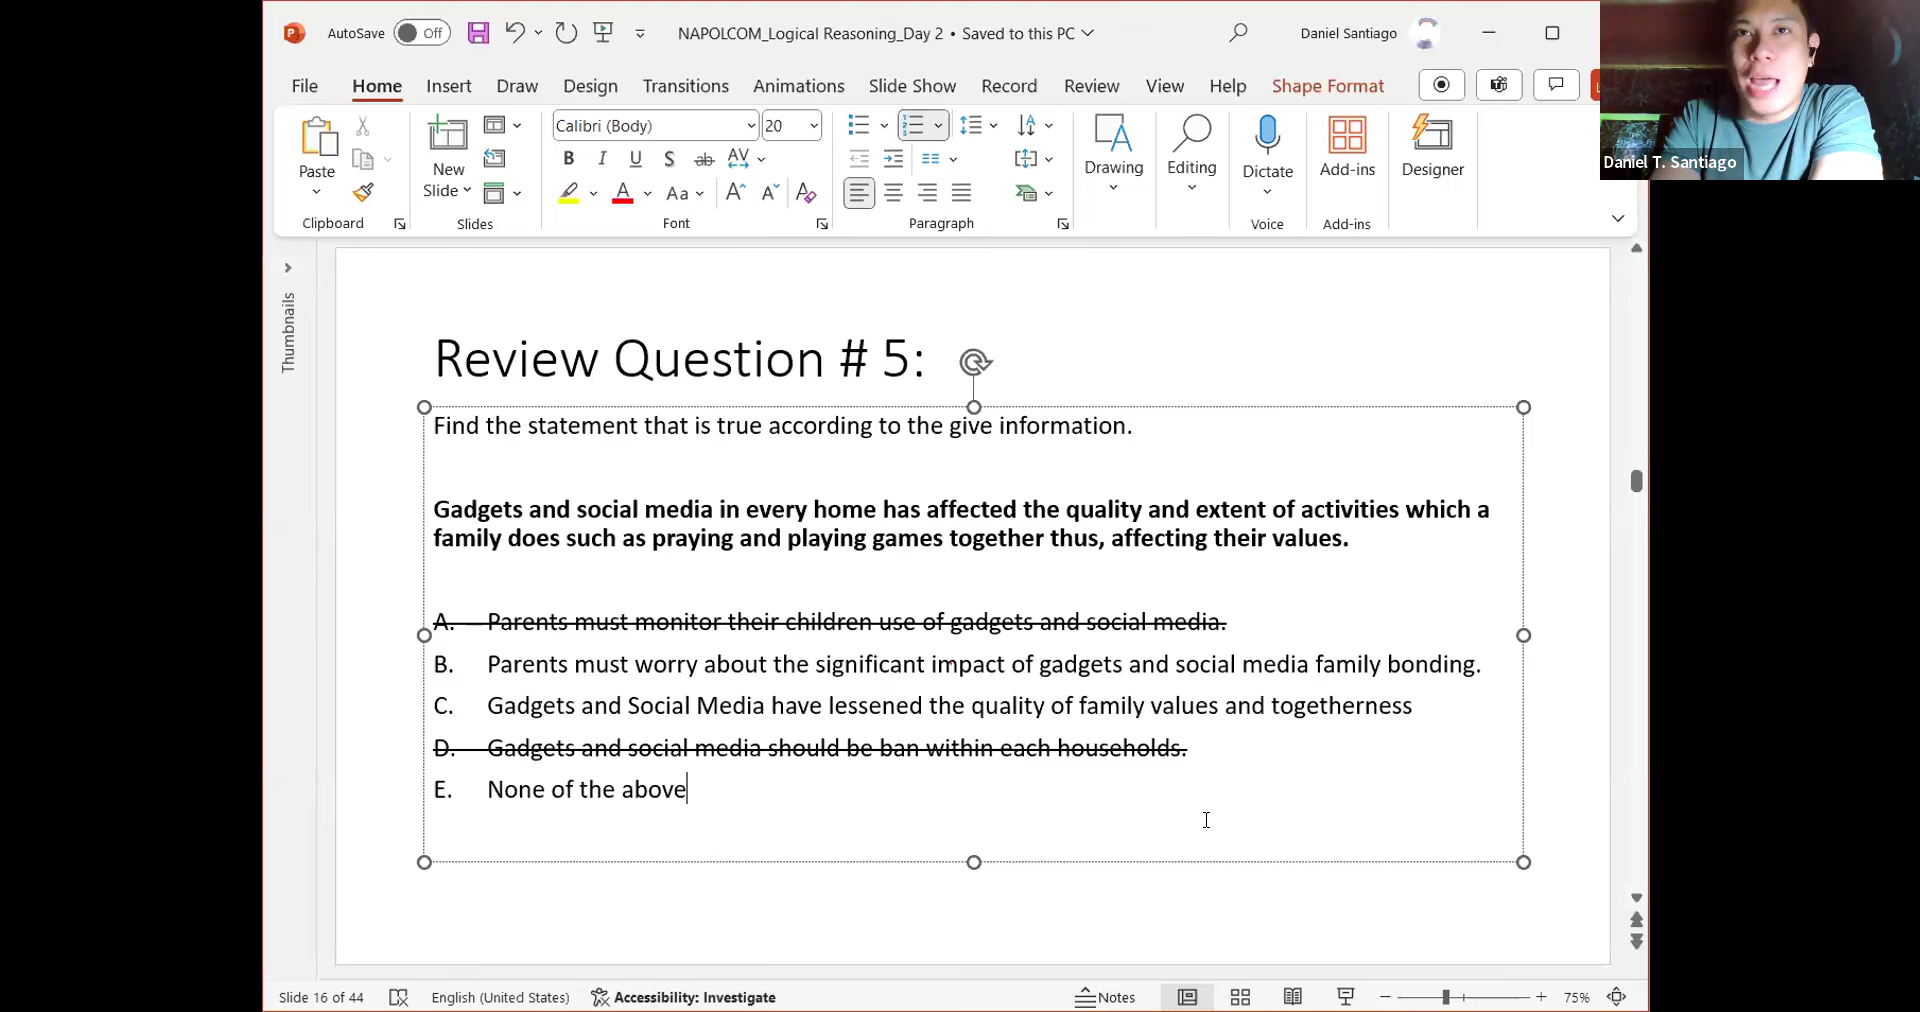 AutoSave Off NAPOLCOM_Logical Reasoning_Day 2 • Saved to this PC Daniel Santiago
File Home Insert Draw Design Transitions Animations Slide Show Record Review View Help Shape Format
Calibri (Body) 20
Paste New Slide Drawing Editing Dictate Add-ins Designer
Clipboard Slides Font Paragraph Voice Add-ins
Daniel T. Santiago
Thumbnails
Review Question # 5:
Find the statement that is true according to the give information.
Gadgets and social media in every home has affected the quality and extent of activities which a
family does such as praying and playing games together thus, affecting their values.
A. Parents must monitor their children use of gadgets and social media.
B. Parents must worry about the significant impact of gadgets and social media family bonding.
C. Gadgets and Social Media have lessened the quality of family values and togetherness
D. Gadgets and social media should be ban within each households.
E. None of the above
Slide 16 of 44 English (United States) Accessibility: Investigate Notes 75%